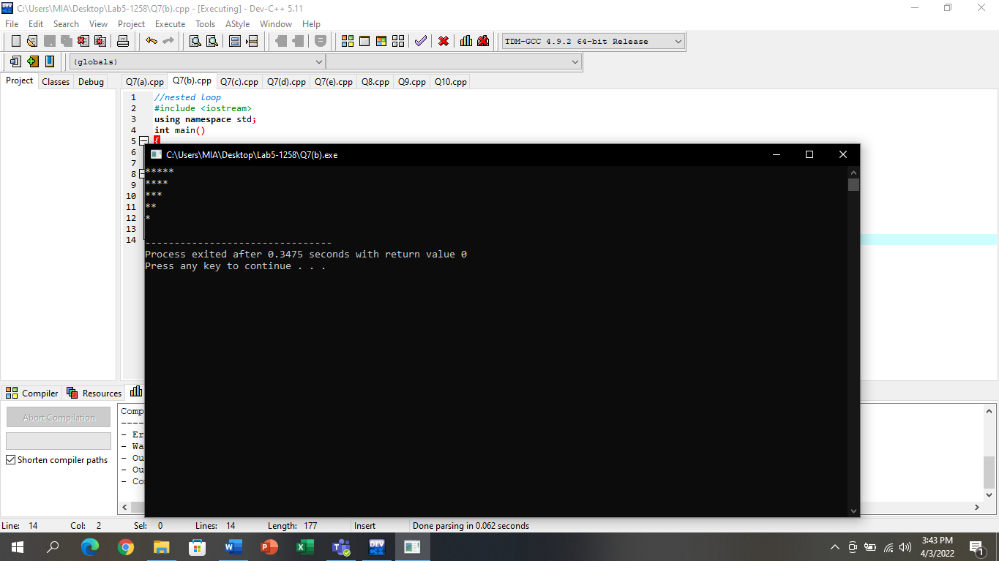 C:\Users\MIA\Desktop\Lab5-1258\Q7(b).cpp - [Executing] - Dev-C++ 5.11
File Edit Search View Project Execute Tools AStyle Window Help
TDM-GCC 4.9.2 64-bit Release
(globals)
Project Classes Debug
Q7(a).cpp Q7(b).cpp Q7(c).cpp Q7(d).cpp Q7(e).cpp Q8.cpp Q9.cpp Q10.cpp
1 //nested loop
2 #include <iostream>
3 using namespace std;
4 int main()
5 {
6
7
8
9
10
11
12
13
14
C:\Users\MIA\Desktop\Lab5-1258\Q7(b).exe
*****
****
***
**
*
--------------------------------
Process exited after 0.3475 seconds with return value 0
Press any key to continue . . .
Compiler Resources
Abort Compilation
Shorten compiler paths
Comp
----
- Er
- Wa
- Ou
- Ou
- Co
Line: 14 Col: 2 Sel: 0 Lines: 14 Length: 177 Insert Done parsing in 0.062 seconds
DEV
3:43 PM
4/3/2022
1